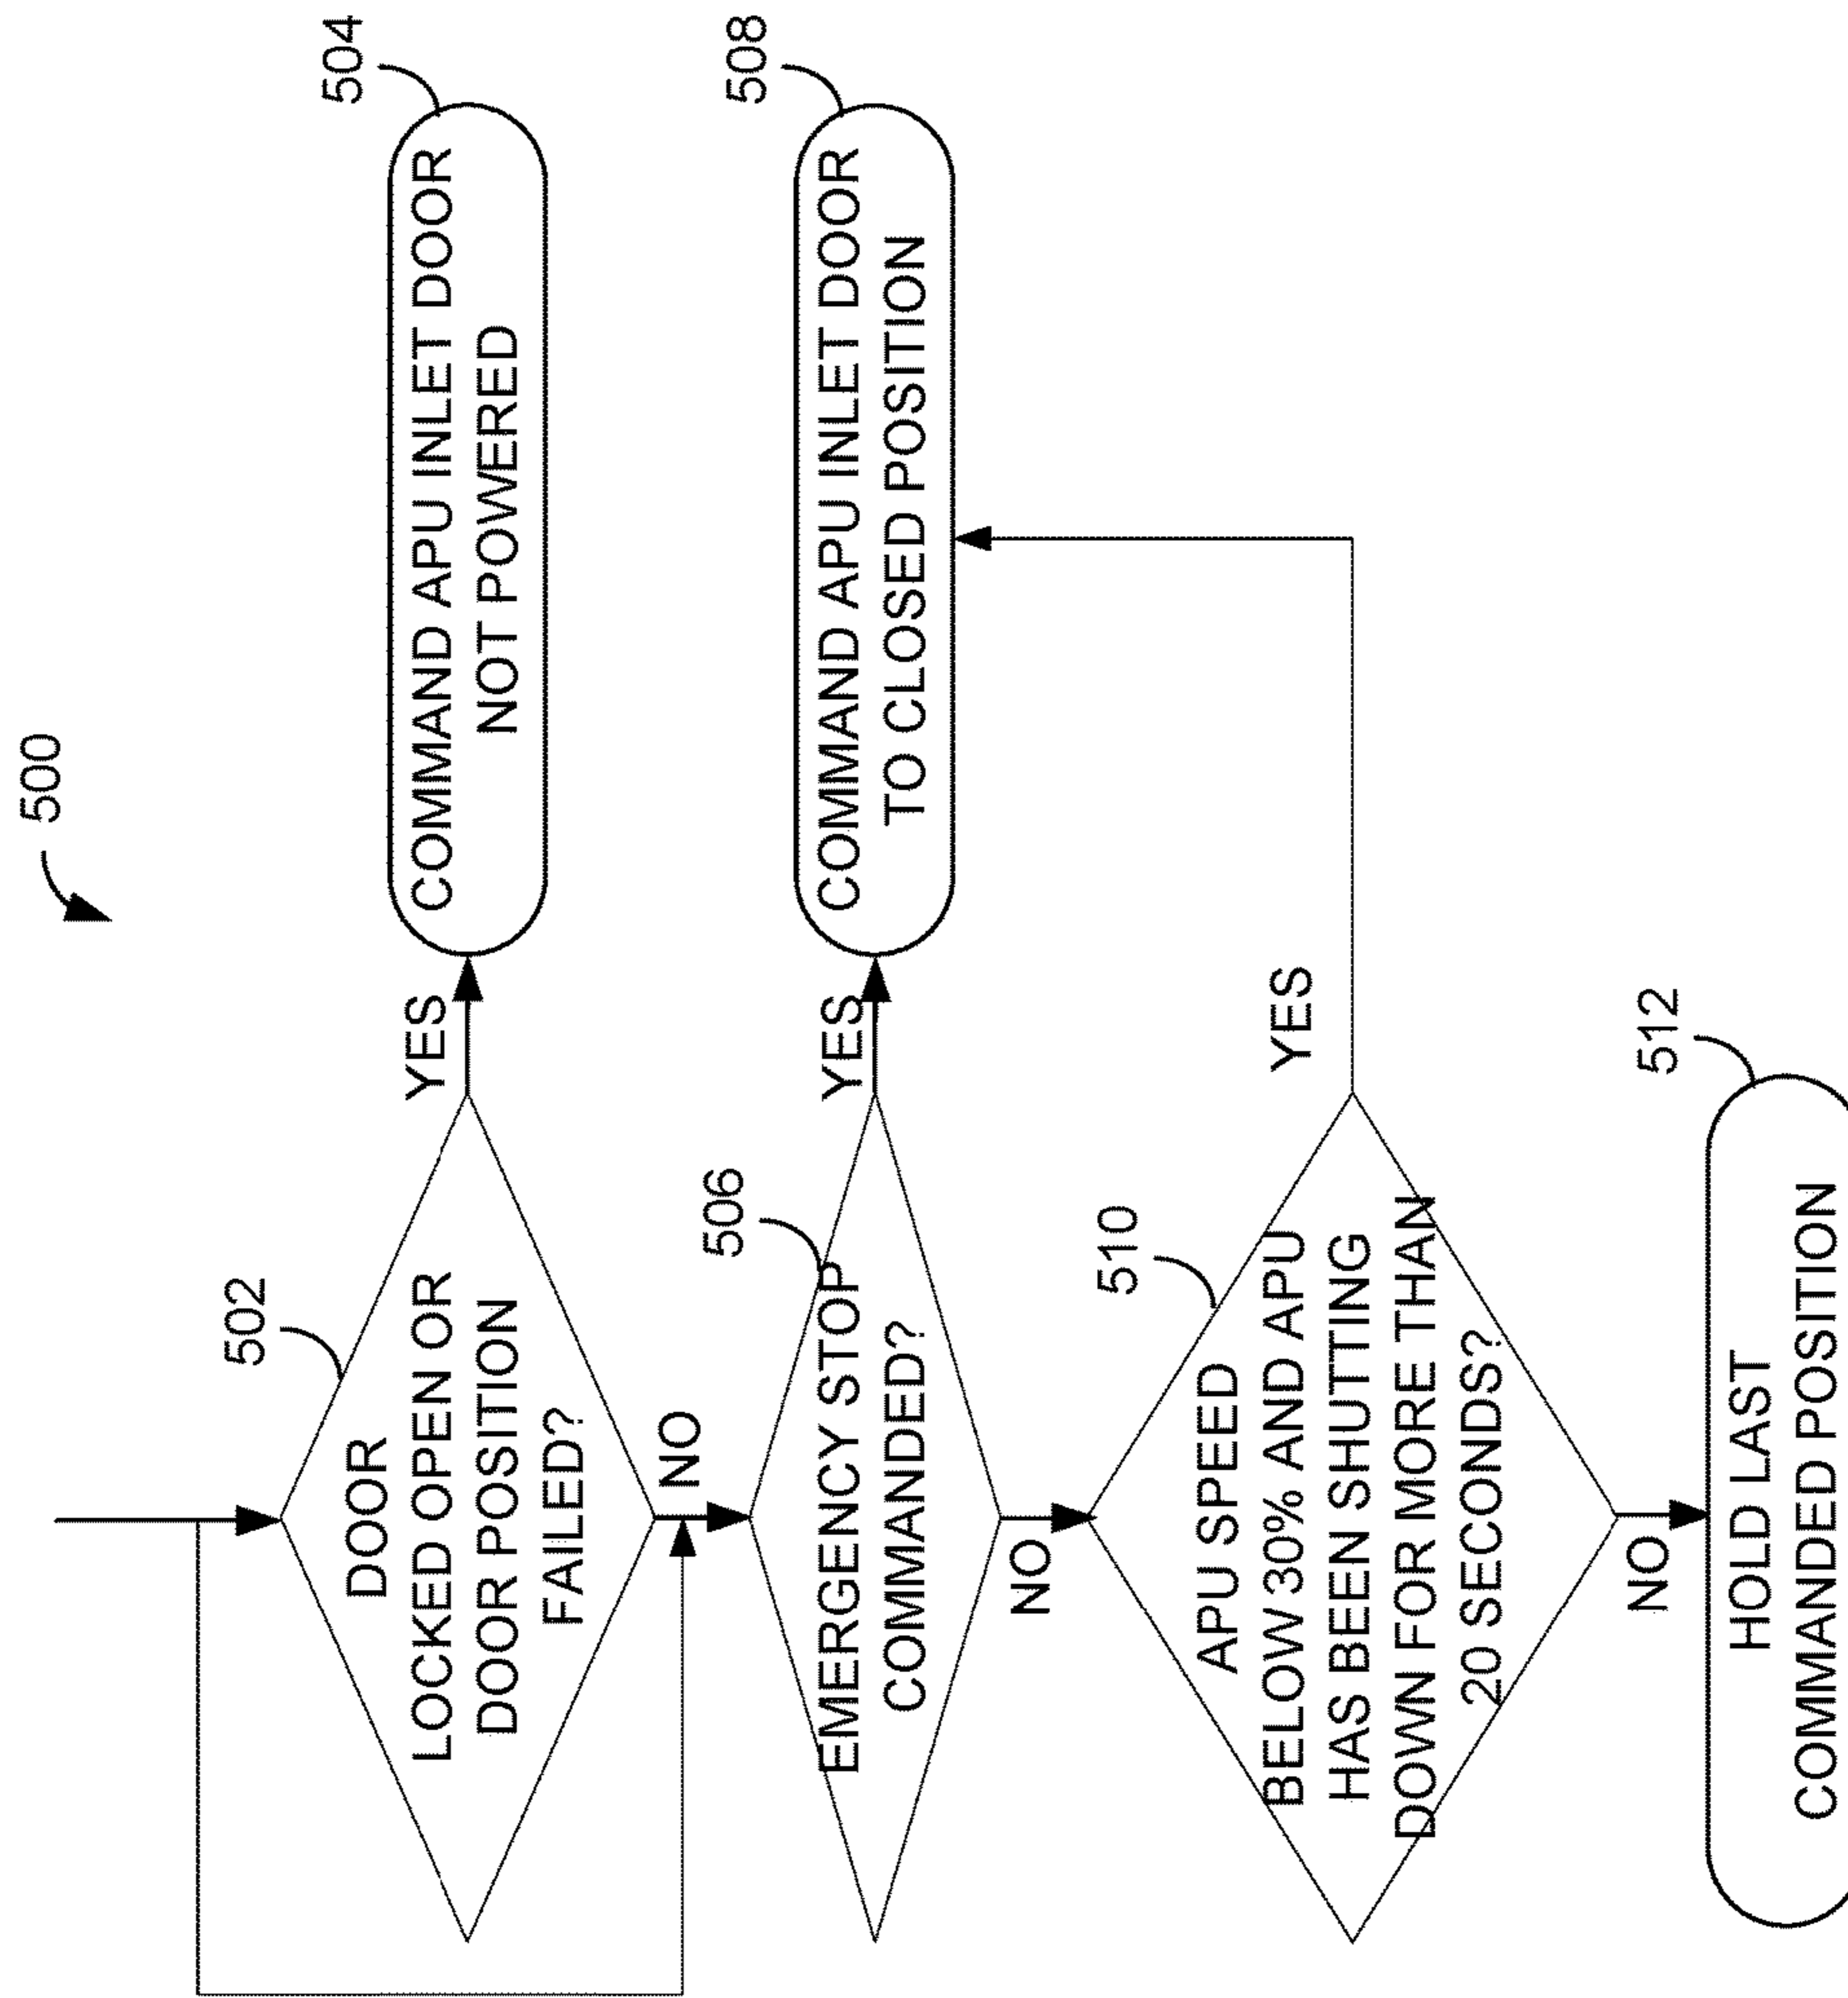 500
502
DOOR
LOCKED OPEN OR
DOOR POSITION
FAILED?
YES
504
COMMAND APU INLET DOOR
NOT POWERED
NO
506
EMERGENCY STOP
COMMANDED?
YES
508
COMMAND APU INLET DOOR
TO CLOSED POSITION
NO
510
APU SPEED
BELOW 30% AND APU
HAS BEEN SHUTTING
DOWN FOR MORE THAN
20 SECONDS?
YES
NO
512
HOLD LAST
COMMANDED POSITION